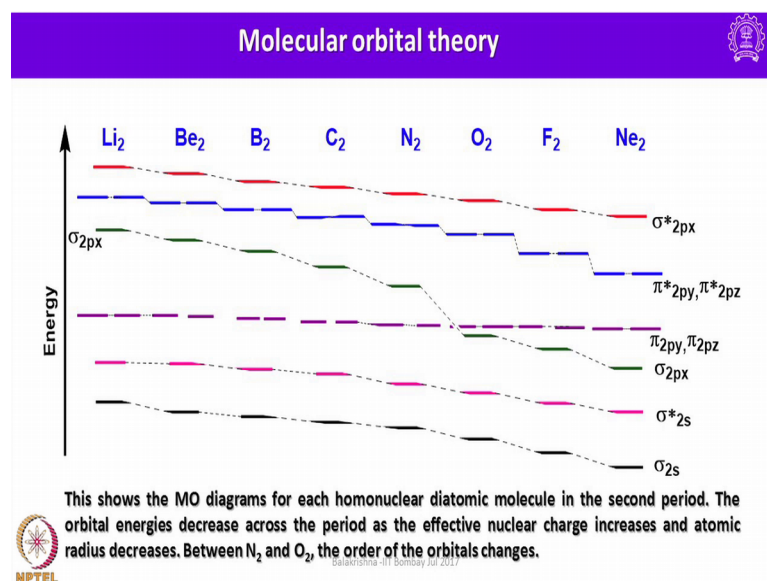 Molecular orbital theory
Li₂ Be₂ B₂ C₂ N₂ O₂ F₂ Ne₂
σ*2px
σ2px
π*2py,π*2pz
Energy
π2py,π2pz
σ2px
σ*2s
σ2s
This shows the MO diagrams for each homonuclear diatomic molecule in the second period. The
orbital energies decrease across the period as the effective nuclear charge increases and atomic
radius decreases. Between N₂ and O₂, the order of the orbitals changes.
Balakrishna -IIT Bombay Jul 2017
NPTEL